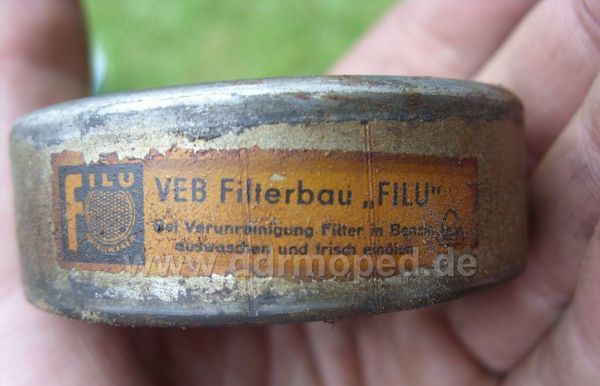 FILU
VEB Filterbau „FILU“
Bei Verunreinigung Filter in Benzin
auswaschen und frisch einölen
www.ddrmoped.de